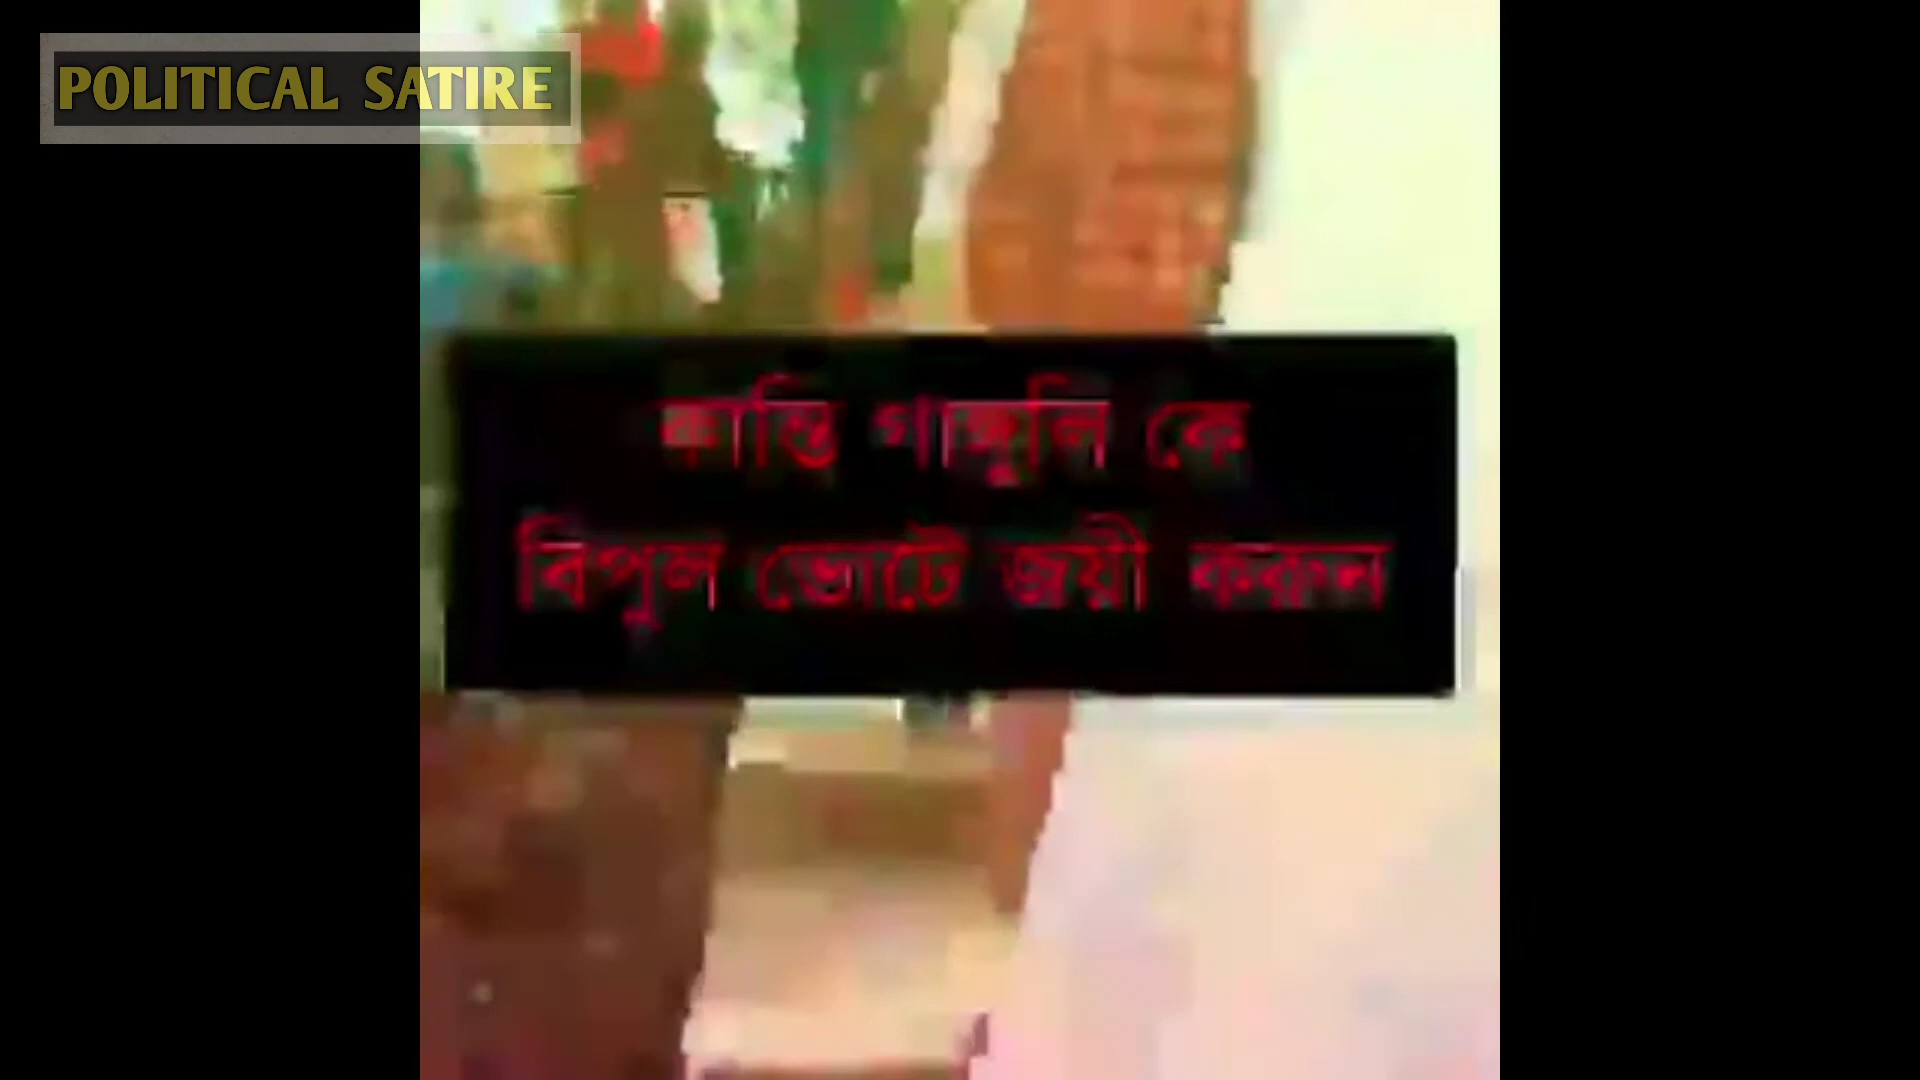 POLITICAL SATIRE
কান্তি গাঙ্গুলি কে
বিপুল ভোটে জয়ী করুন